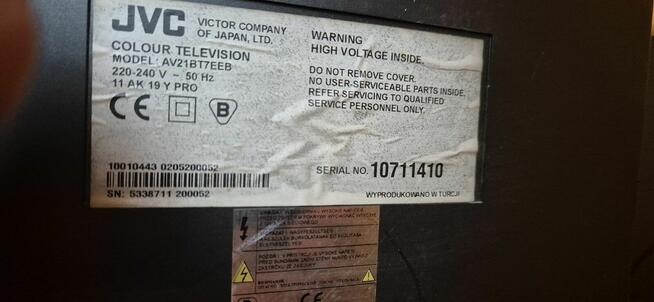 JVC VICTOR COMPANY
OF JAPAN, LTD.
COLOUR TELEVISION
MODEL: AV21BT7EEB
220-240 V ~ 50 Hz
11 AK 19 Y PRO
CE B
10010443 0205200052
SN: 5338711 200052
WARNING
HIGH VOLTAGE INSIDE.
DO NOT REMOVE COVER.
NO USER-SERVICEABLE PARTS INSIDE.
REFER SERVICING TO QUALIFIED
SERVICE PERSONNEL ONLY.
SERIAL NO. 10711410
WYPRODUKOWANO W TURCJI
CE